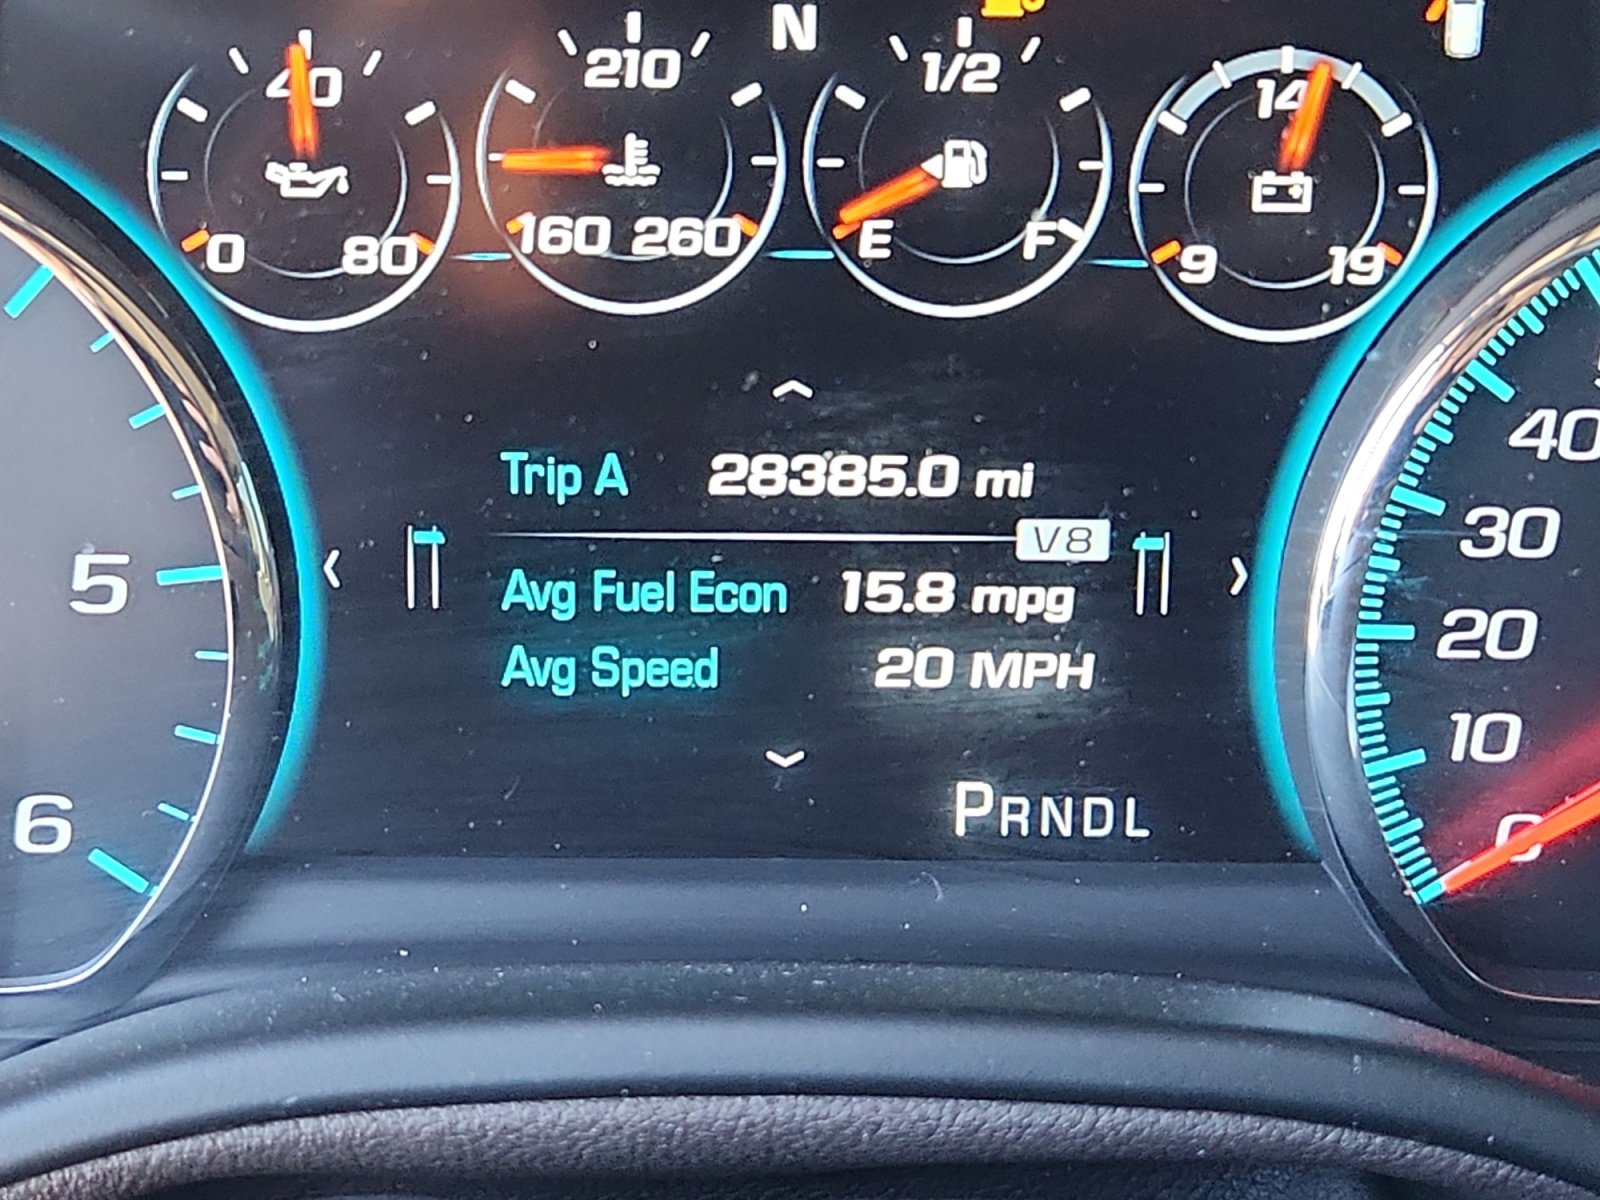 N
40
0 80
210
160 260
1/2
E F
14
9 19
Trip A 28385.0 mi
V8
Avg Fuel Econ 15.8 mpg
Avg Speed 20 MPH
PRNDL
5
6
40
30
20
10
0